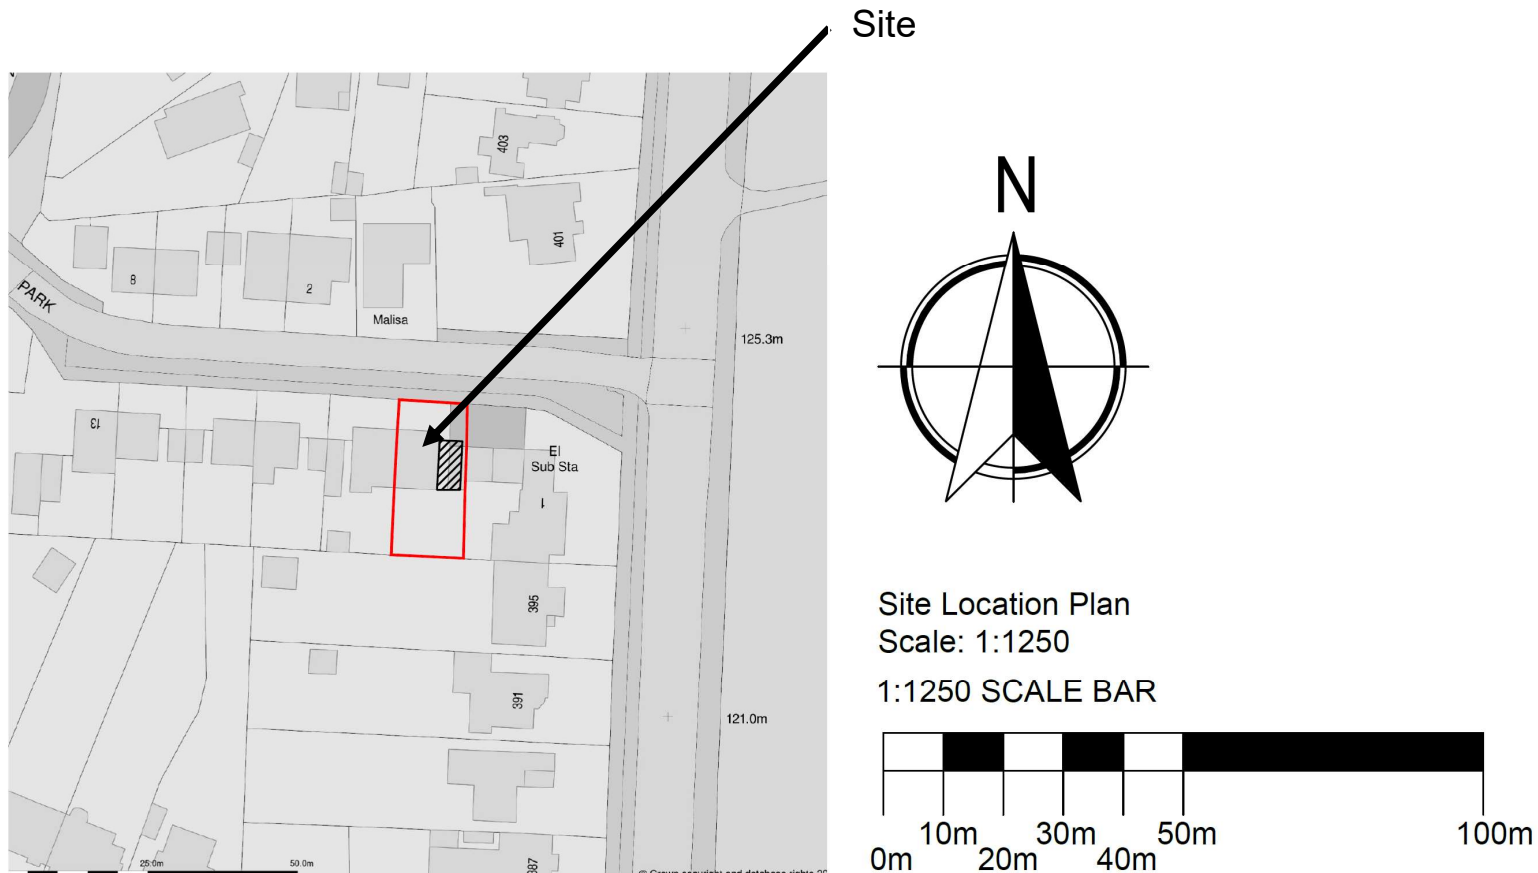 Site
N
403
401
8
2
PARK
Malisa
125.3m
13
El
Sub Sta
1
395
Site Location Plan
Scale: 1:1250
391
1:1250 SCALE BAR
121.0m
10m 30m 50m 100m
0m 20m 40m
25.0m 50.0m
387